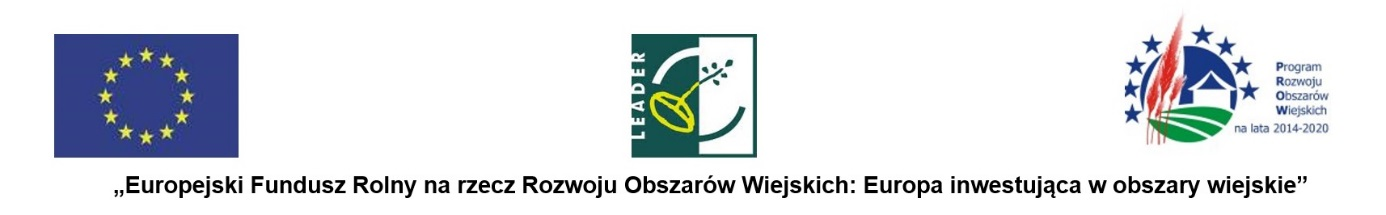 LEADER
Program
Rozwoju
Obszarów
Wiejskich
na lata 2014-2020
„Europejski Fundusz Rolny na rzecz Rozwoju Obszarów Wiejskich: Europa inwestująca w obszary wiejskie”